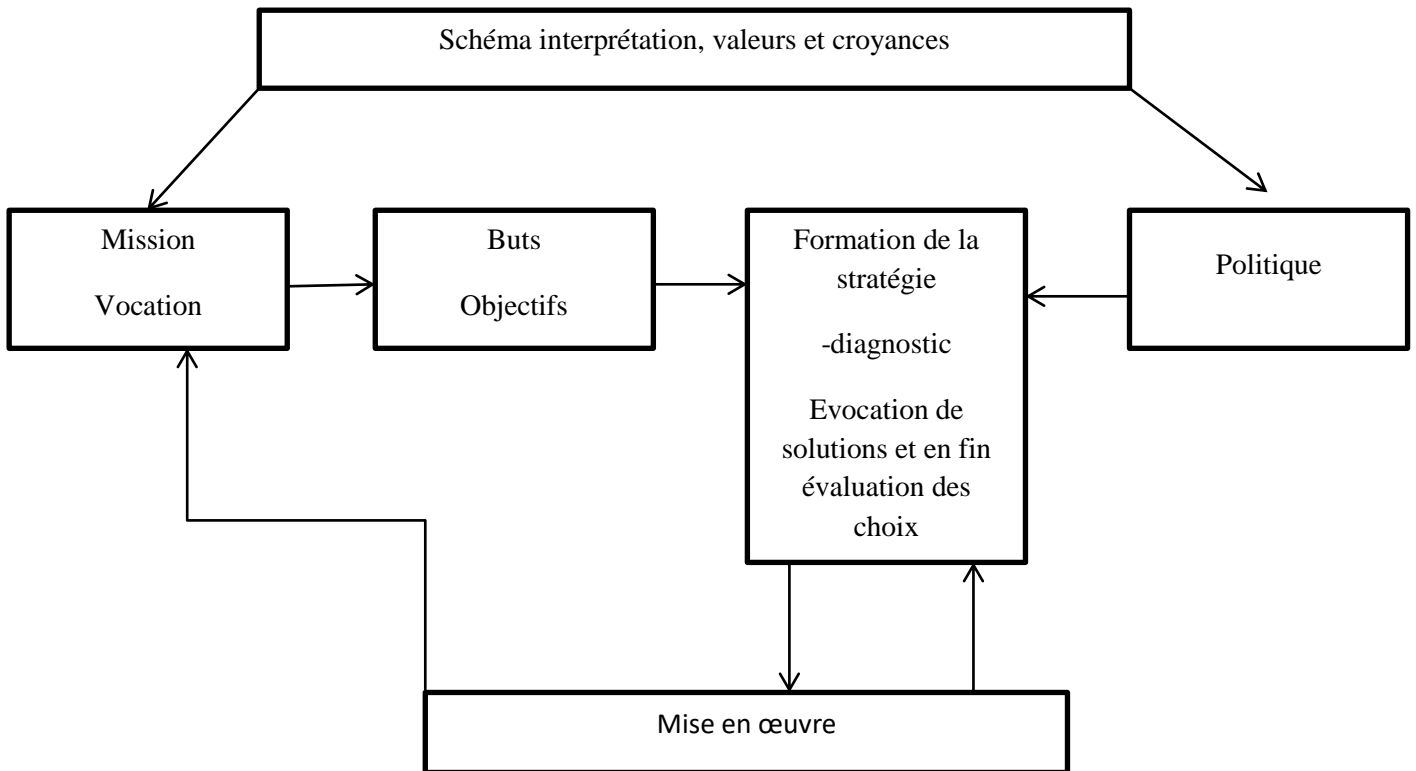 Schéma interprétation, valeurs et croyances
Mission
Vocation
Buts
Objectifs
Formation de la
stratégie
-diagnostic
Evocation de
solutions et en fin
évaluation des
choix
Politique
Mise en œuvre